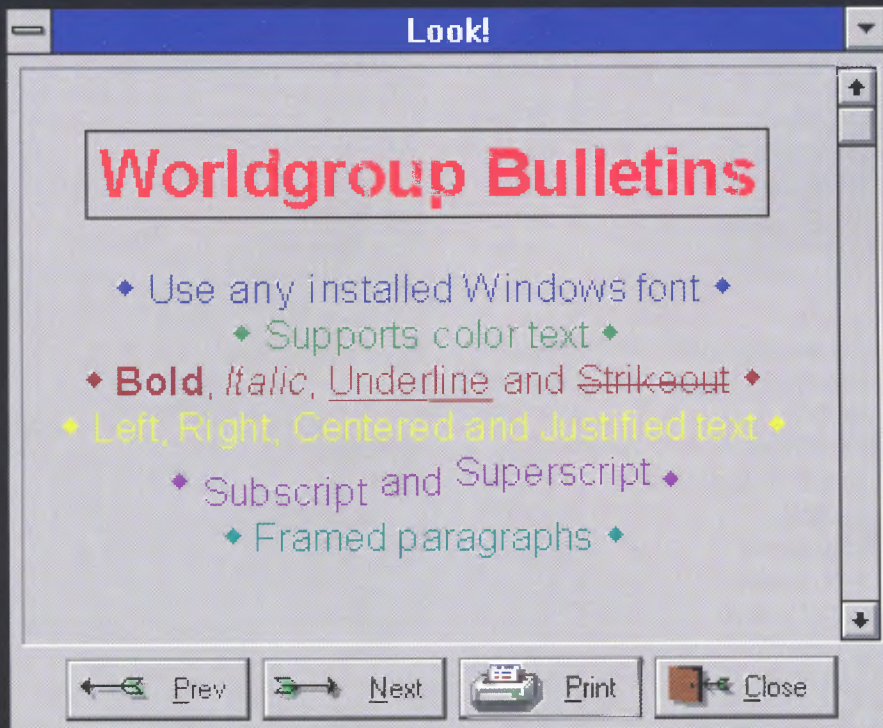 Look!
Worldgroup Bulletins
◆ Use any installed Windows font ◆
◆ Supports color text ◆
◆ Bold, Italic, Underline and Strikeout ◆
◆ Left, Right, Centered and Justified text ◆
◆ Subscript and Superscript ◆
◆ Framed paragraphs ◆
Prev Next Print Close